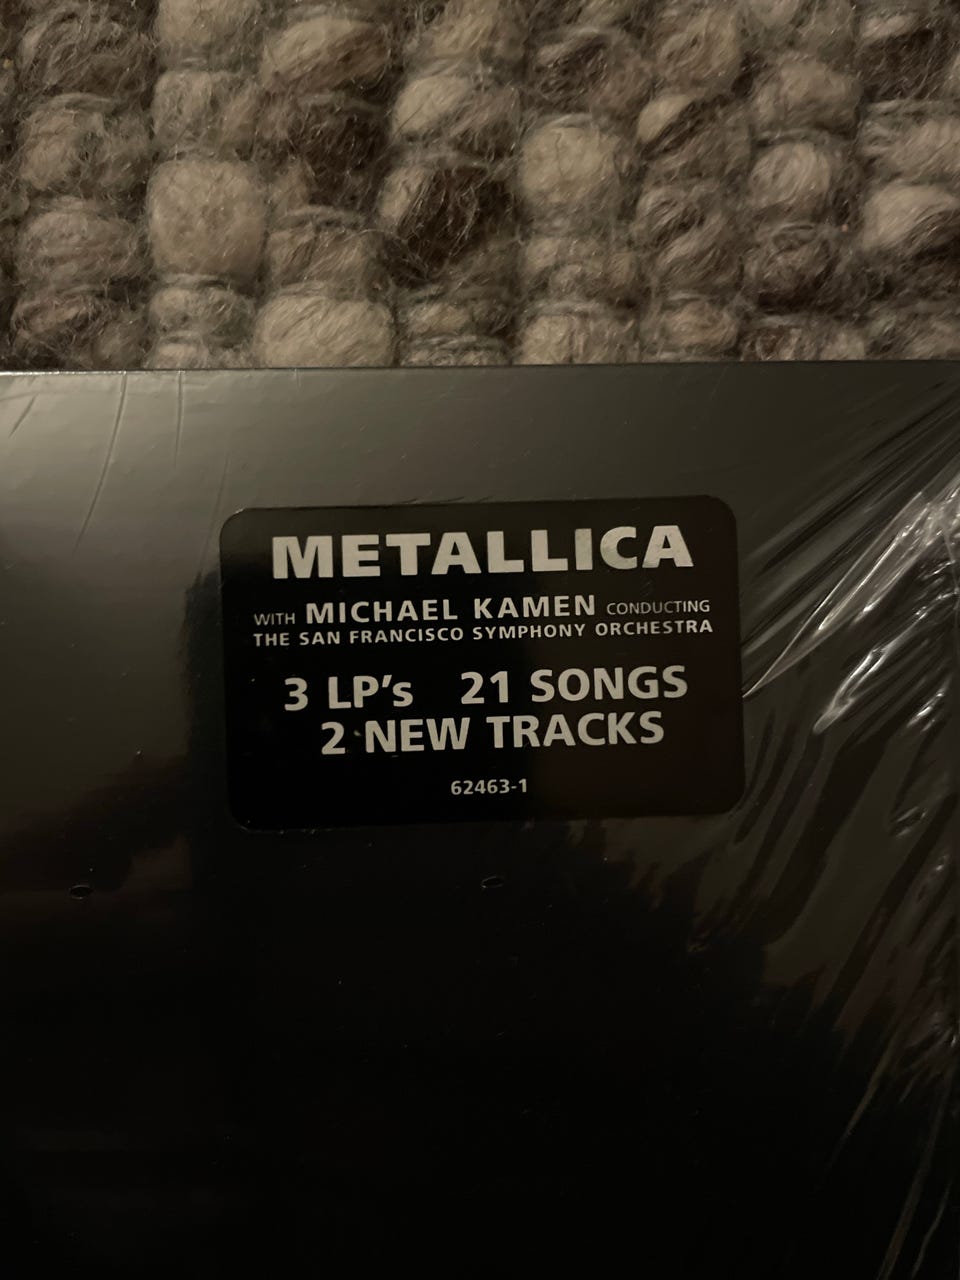 METALLICA
WITH MICHAEL KAMEN CONDUCTING
THE SAN FRANCISCO SYMPHONY ORCHESTRA
3 LP's 21 SONGS
2 NEW TRACKS
62463-1